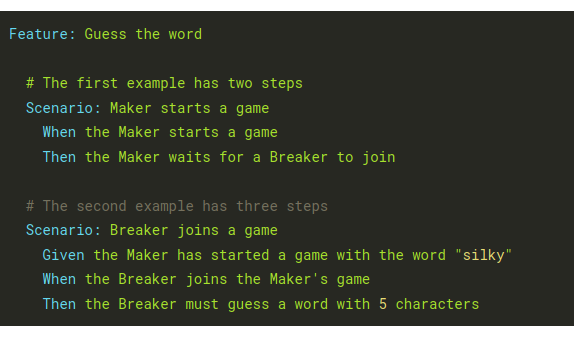 Feature: Guess the word
# The first example has two steps
Scenario: Maker starts a game
When the Maker starts a game
Then the Maker waits for a Breaker to join
# The second example has three steps
Scenario: Breaker joins a game
Given the Maker has started a game with the word "silky"
When the Breaker joins the Maker's game
Then the Breaker must guess a word with 5 characters